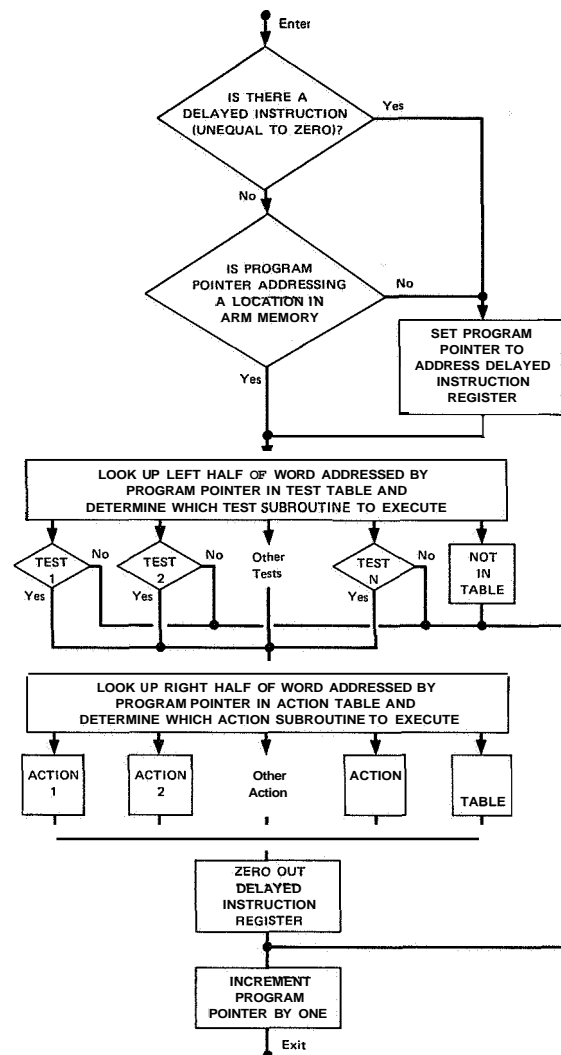 Enter
IS THERE A
DELAYED INSTRUCTION
(UNEQUAL TO ZERO)?
Yes
No
IS PROGRAM
POINTER ADDRESSING
A LOCATION IN
ARM MEMORY
No
Yes
SET PROGRAM
POINTER TO
ADDRESS DELAYED
INSTRUCTION
REGISTER
LOOK UP LEFT HALF OF WORD ADDRESSED BY
PROGRAM POINTER IN TEST TABLE AND
DETERMINE WHICH TEST SUBROUTINE TO EXECUTE
TEST
1
No
Yes
TEST
2
No
Yes
Other
Tests
TEST
N
No
Yes
NOT
IN
TABLE
LOOK UP RIGHT HALF OF WORD ADDRESSED BY
PROGRAM POINTER IN ACTION TABLE AND
DETERMINE WHICH ACTION SUBROUTINE TO EXECUTE
ACTION
1
ACTION
2
Other
Action
ACTION
TABLE
ZERO OUT
DELAYED
INSTRUCTION
REGISTER
INCREMENT
PROGRAM
POINTER BY ONE
Exit